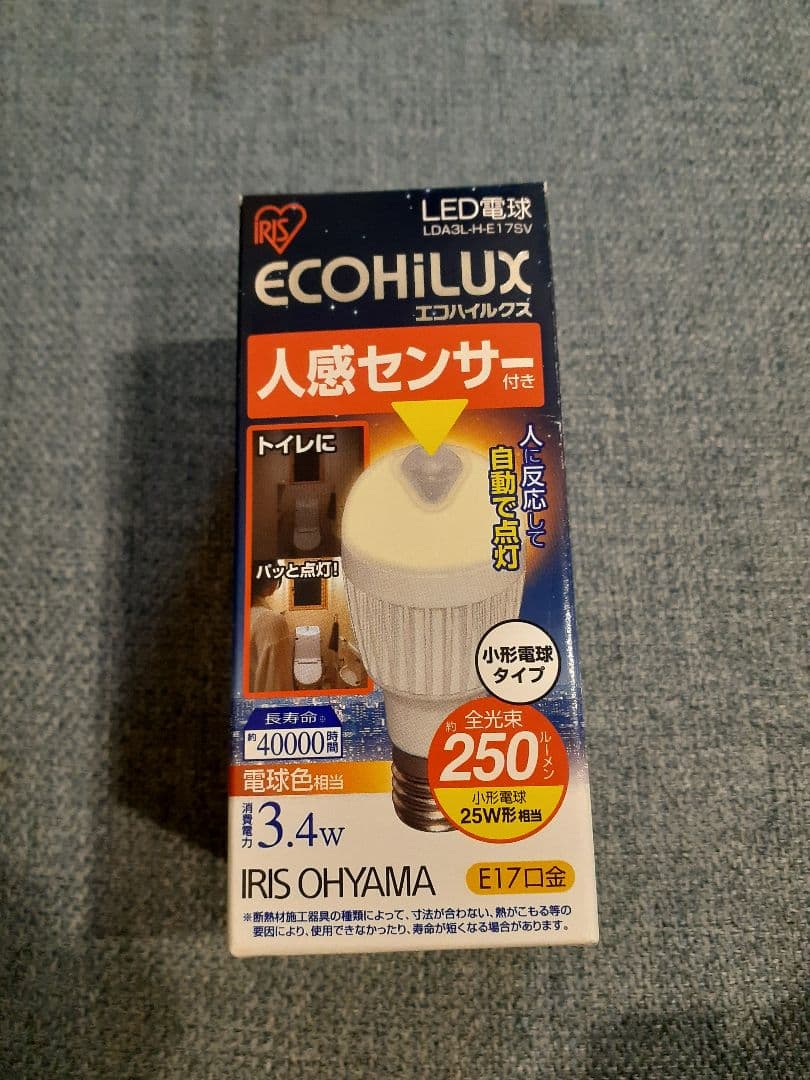 IRIS
LED電球
LDA3L-H-E17SV
ECOHiLUX
エコハイルクス
人感センサー付き
トイレに
人に反応して
自動で点灯
パッと点灯!
小形電球
タイプ
長寿命※
約40000時間
電球色相当
消費電力3.4W
約 全光束
250ルーメン
小形電球
25W形相当
IRIS OHYAMA
E17口金
※断熱材施工器具の種類によって、寸法が合わない、熱がこもる等の
要因により、使用できなかったり、寿命が短くなる場合があります。